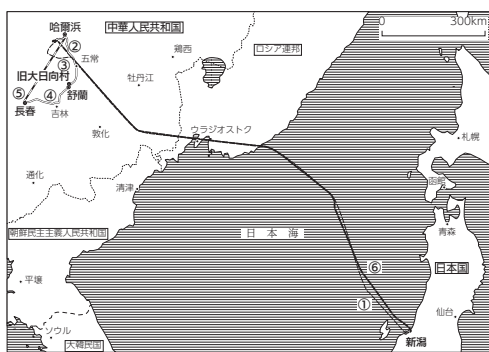 哈爾浜
中華人民共和国
0 300km
②
鶏西
ロシア連邦
③
五常
旧大日向村
牡丹江
⑤
④
舒蘭
長春
吉林
ウラジオストク
敦化
札幌
通化
清津
函館
朝鮮民主主義人民共和国
日本海
青森
⑥
日本国
平壌
①
仙台
ソウル
新潟
大韓民国